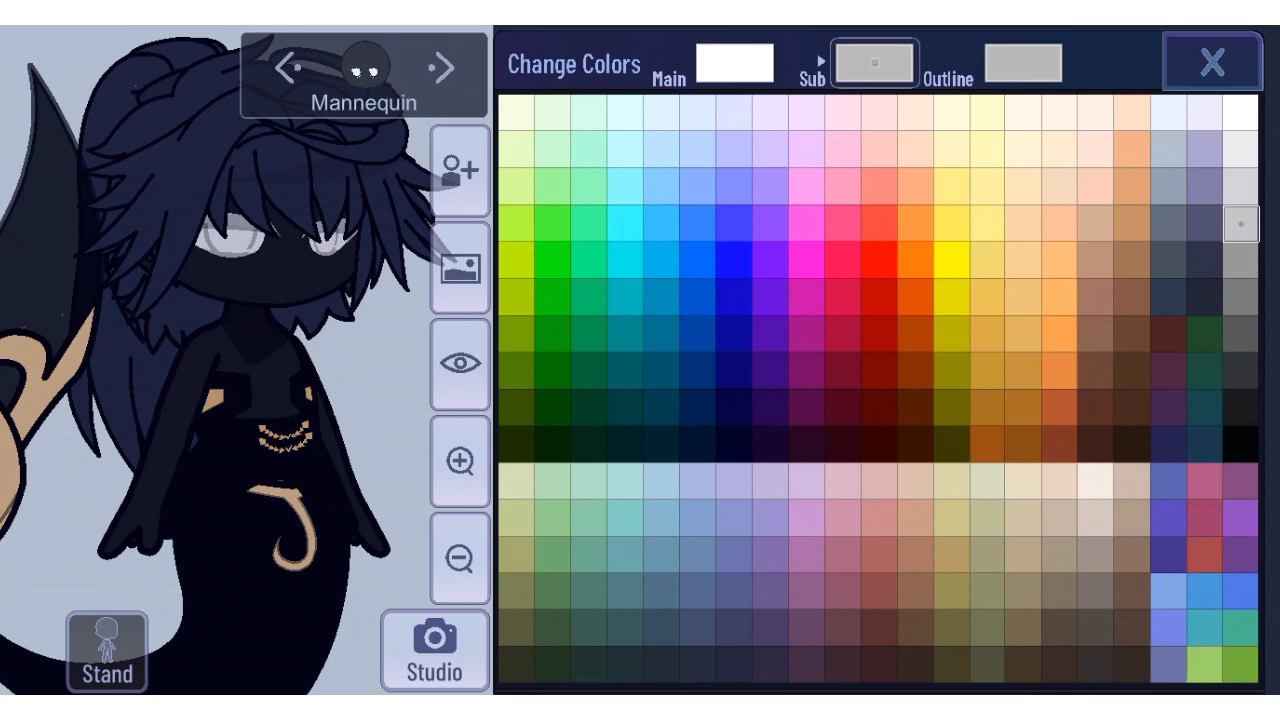 Change Colors
Main
Sub
Outline
X
Mannequin
Stand
Studio